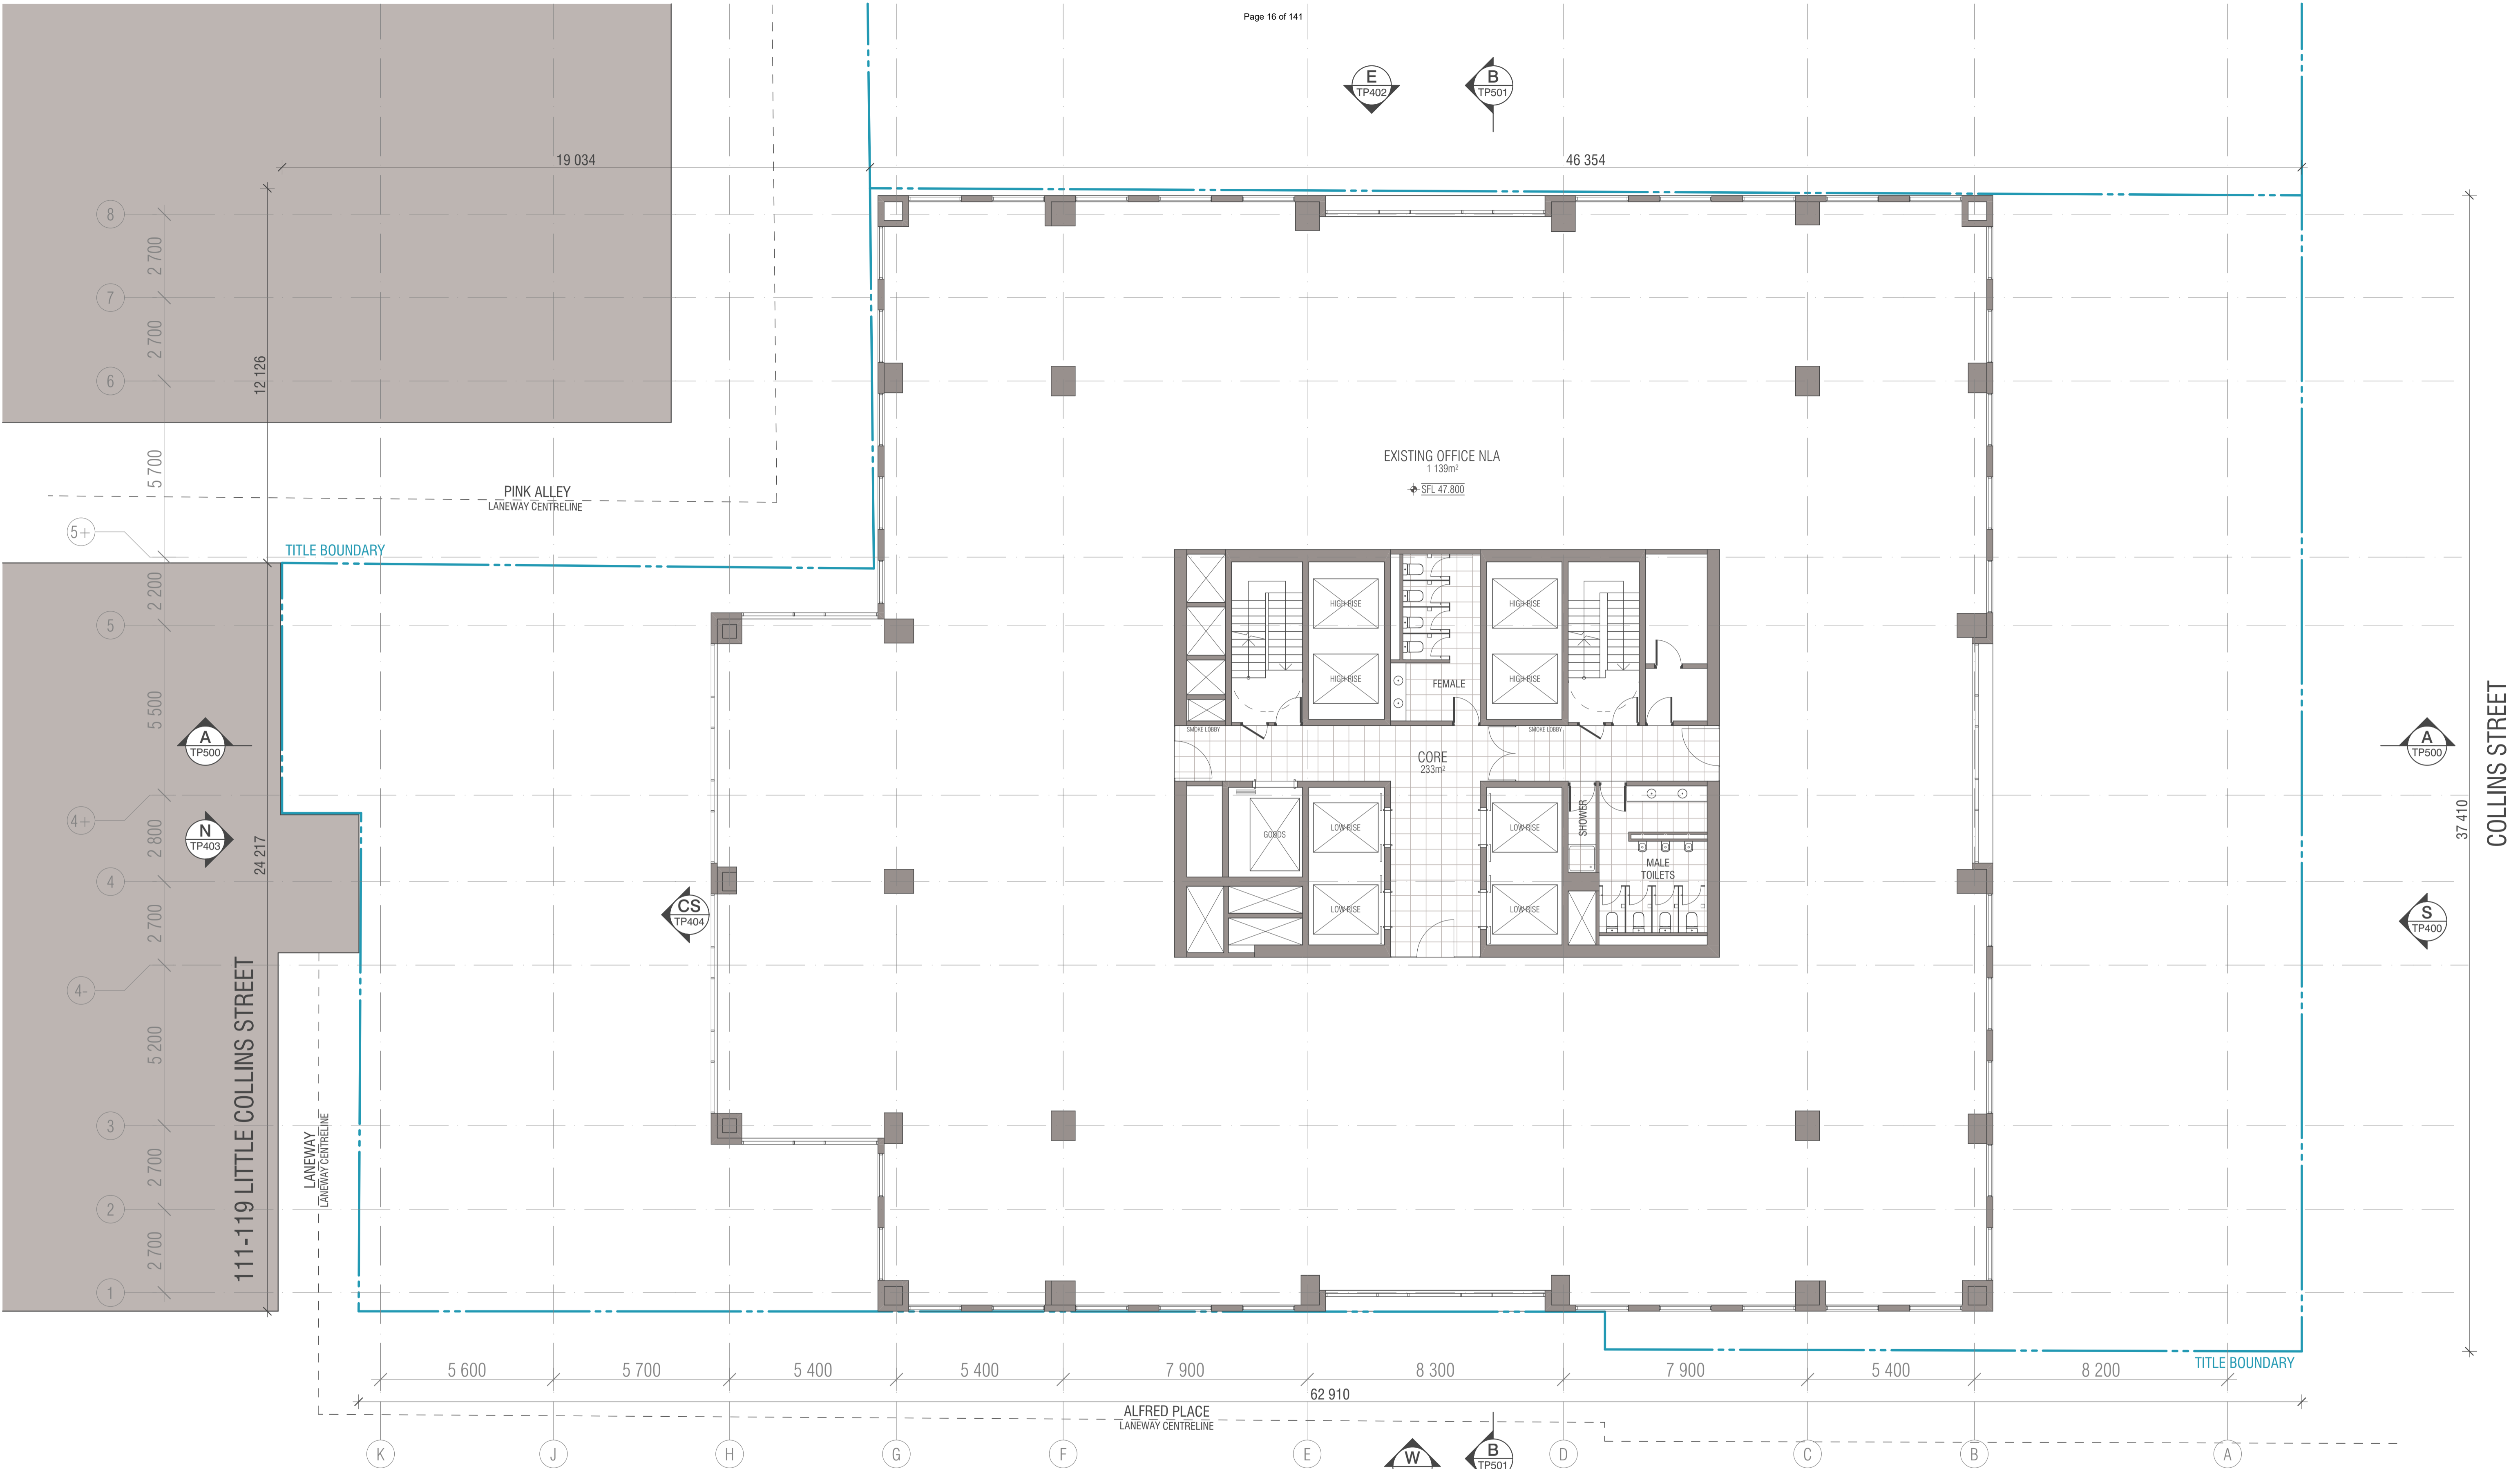 Page 16 of 141
E
TP402
B
TP501
19 034
46 354
8
2 700
7
2 700
6
12 126
5 700
EXISTING OFFICE NLA
1 139m²
SFL 47.800
PINK ALLEY
LANEWAY CENTRELINE
5+
TITLE BOUNDARY
2 200
5
HIGH RISE
HIGH RISE
HIGH RISE
HIGH RISE
FEMALE
5 500
A
TP500
SMOKE LOBBY
SMOKE LOBBY
CORE
233m²
A
TP500
COLLINS STREET
37 410
4+
N
TP403
2 800
24 217
GOODS
LOW RISE
LOW RISE
SHOWER
MALE
TOILETS
4
CS
TP404
LOW RISE
LOW RISE
S
TP400
2 700
4-
5 200
111-119 LITTLE COLLINS STREET
3
LANEWAY
LANEWAY CENTRELINE
2 700
2
2 700
1
5 600
5 700
5 400
5 400
7 900
8 300
7 900
5 400
8 200
TITLE BOUNDARY
62 910
ALFRED PLACE
LANEWAY CENTRELINE
K
J
H
G
F
E
W
B
TP501
D
C
B
A